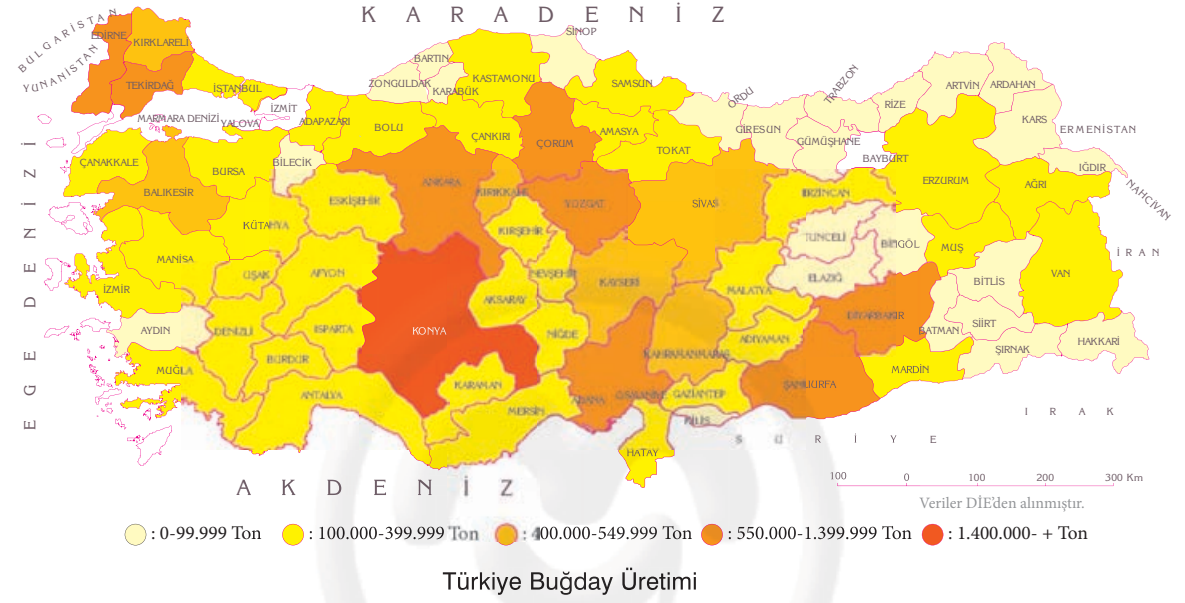 KARADENİZ
BULGARİSTAN
YUNANİSTAN
EDİRNE
KIRKLARELİ
TEKİRDAĞ
İSTANBUL
MARMARA DENİZİ
YALOVA
İZMİT
ADAPAZARI
ZONGULDAK
BARTIN
KARABÜK
KASTAMONU
SİNOP
SAMSUN
ORDU
GİRESUN
TRABZON
GÜMÜŞHANE
RİZE
ARTVİN
ARDAHAN
KARS
ERMENİSTAN
IĞDIR
NAHCIVAN
BAYBURT
ERZURUM
AĞRI
ÇANAKKALE
BALIKESİR
BURSA
BİLECİK
BOLU
ÇANKIRI
ÇORUM
AMASYA
TOKAT
ESKİŞEHİR
ANKARA
KIRIKKALE
YOZGAT
SİVAS
ERZİNCAN
TUNCELİ
BİNGÖL
MUŞ
KÜTAHYA
KIRŞEHİR
MANİSA
UŞAK
AFYON
NEVŞEHİR
KAYSERİ
MALATYA
ELAZIĞ
BİTLİS
VAN
İRAN
EGE DENİZİ
İZMİR
AKSARAY
DİYARBAKIR
BATMAN
SİİRT
AYDIN
DENİZLİ
ISPARTA
KONYA
NİĞDE
ADIYAMAN
HAKKARİ
ŞIRNAK
BURDUR
KAHRAMANMARAŞ
MUĞLA
MARDİN
ANTALYA
KARAMAN
MERSİN
ADANA
OSMANİYE
GAZİANTEP
ŞANLIURFA
KİLİS
HATAY
IRAK
SURİYE
AKDENİZ
100 0 100 200 300 Km
Veriler DİE'den alınmıştır.
: 0-99.999 Ton : 100.000-399.999 Ton : 400.000-549.999 Ton : 550.000-1.399.999 Ton : 1.400.000- + Ton
Türkiye Buğday Üretimi